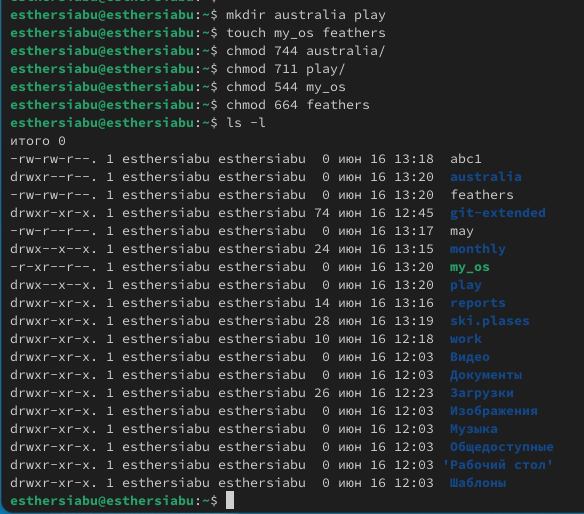 esthersiabu@esthersiabu:~$ mkdir australia play
esthersiabu@esthersiabu:~$ touch my_os feathers
esthersiabu@esthersiabu:~$ chmod 744 australia/
esthersiabu@esthersiabu:~$ chmod 711 play/
esthersiabu@esthersiabu:~$ chmod 544 my_os
esthersiabu@esthersiabu:~$ chmod 664 feathers
esthersiabu@esthersiabu:~$ ls -l
итого 0
-rw-rw-r--. 1 esthersiabu esthersiabu  0 июн 16 13:18  abc1
drwxr--r--. 1 esthersiabu esthersiabu  0 июн 16 13:20  australia
-rw-rw-r--. 1 esthersiabu esthersiabu  0 июн 16 13:20  feathers
drwxr-xr-x. 1 esthersiabu esthersiabu 74 июн 16 12:45  git-extended
-rw-r--r--. 1 esthersiabu esthersiabu  0 июн 16 13:17  may
drwx--x--x. 1 esthersiabu esthersiabu 24 июн 16 13:15  monthly
-r-xr--r--. 1 esthersiabu esthersiabu  0 июн 16 13:20  my_os
drwx--x--x. 1 esthersiabu esthersiabu  0 июн 16 13:20  play
drwxr-xr-x. 1 esthersiabu esthersiabu 14 июн 16 13:16  reports
drwxr-xr-x. 1 esthersiabu esthersiabu 28 июн 16 13:19  ski.plases
drwxr-xr-x. 1 esthersiabu esthersiabu 10 июн 16 12:18  work
drwxr-xr-x. 1 esthersiabu esthersiabu  0 июн 16 12:03  Видео
drwxr-xr-x. 1 esthersiabu esthersiabu  0 июн 16 12:03  Документы
drwxr-xr-x. 1 esthersiabu esthersiabu 26 июн 16 12:23  Загрузки
drwxr-xr-x. 1 esthersiabu esthersiabu  0 июн 16 12:03  Изображения
drwxr-xr-x. 1 esthersiabu esthersiabu  0 июн 16 12:03  Музыка
drwxr-xr-x. 1 esthersiabu esthersiabu  0 июн 16 12:03  Общедоступные
drwxr-xr-x. 1 esthersiabu esthersiabu  0 июн 16 12:03 'Рабочий стол'
drwxr-xr-x. 1 esthersiabu esthersiabu  0 июн 16 12:03  Шаблоны
esthersiabu@esthersiabu:~$